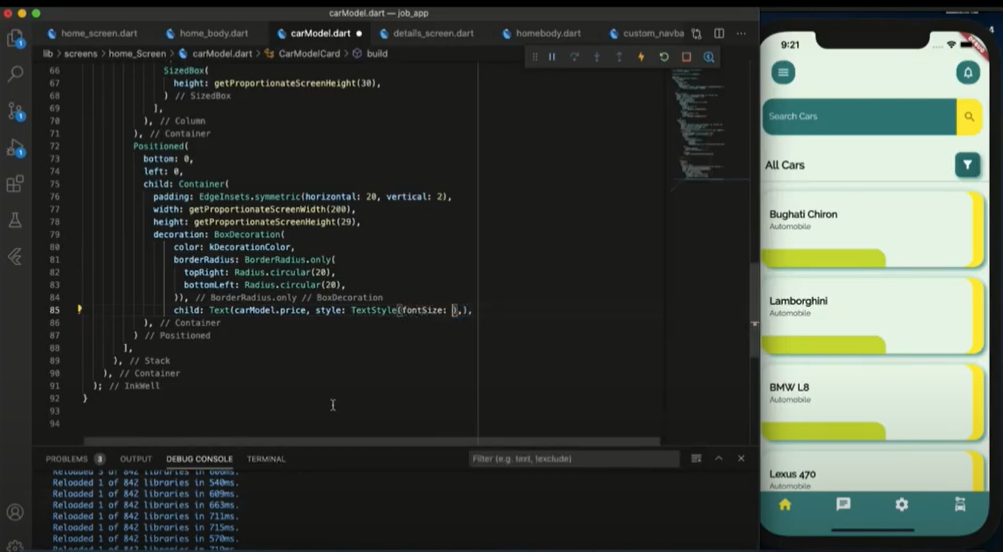 carModel.dart — job_app
home_screen.dart
home_body.dart
carModel.dart
details_screen.dart
homebody.dart
custom_navba
lib > screens > home_Screen > carModel.dart > CarModelCard > build
66 SizedBox(
67 height: getProportionateScreenHeight(30),
68 ) // SizedBox
69 ],
70 ), // Column
71 ), // Container
72 Positioned(
73 bottom: 0,
74 left: 0,
75 child: Container(
76 padding: EdgeInsets.symmetric(horizontal: 20, vertical: 2),
77 width: getProportionateScreenWidth(200),
78 height: getProportionateScreenHeight(29),
79 decoration: BoxDecoration(
80 color: kDecorationColor,
81 borderRadius: BorderRadius.only(
82 topRight: Radius.circular(20),
83 bottomLeft: Radius.circular(20),
84 )), // BorderRadius.only // BoxDecoration
85 child: Text(carModel.price, style: TextStyle(fontSize: ),),
86 ), // Container
87 ) // Positioned
88 ],
89 ), // Stack
90 ), // Container
91 ); // InkWell
92 }
93
94
PROBLEMS 3 OUTPUT DEBUG CONSOLE TERMINAL
Filter (e.g. text, !exclude)
Reloaded 1 of 842 libraries in 540ms.
Reloaded 1 of 842 libraries in 609ms.
Reloaded 1 of 842 libraries in 663ms.
Reloaded 1 of 842 libraries in 711ms.
Reloaded 1 of 842 libraries in 715ms.
Reloaded 1 of 842 libraries in 570ms.
9:21
Search Cars
All Cars
Bughati Chiron
Automobile
Lamborghini
Automobile
BMW L8
Automobile
Lexus 470
Automobile